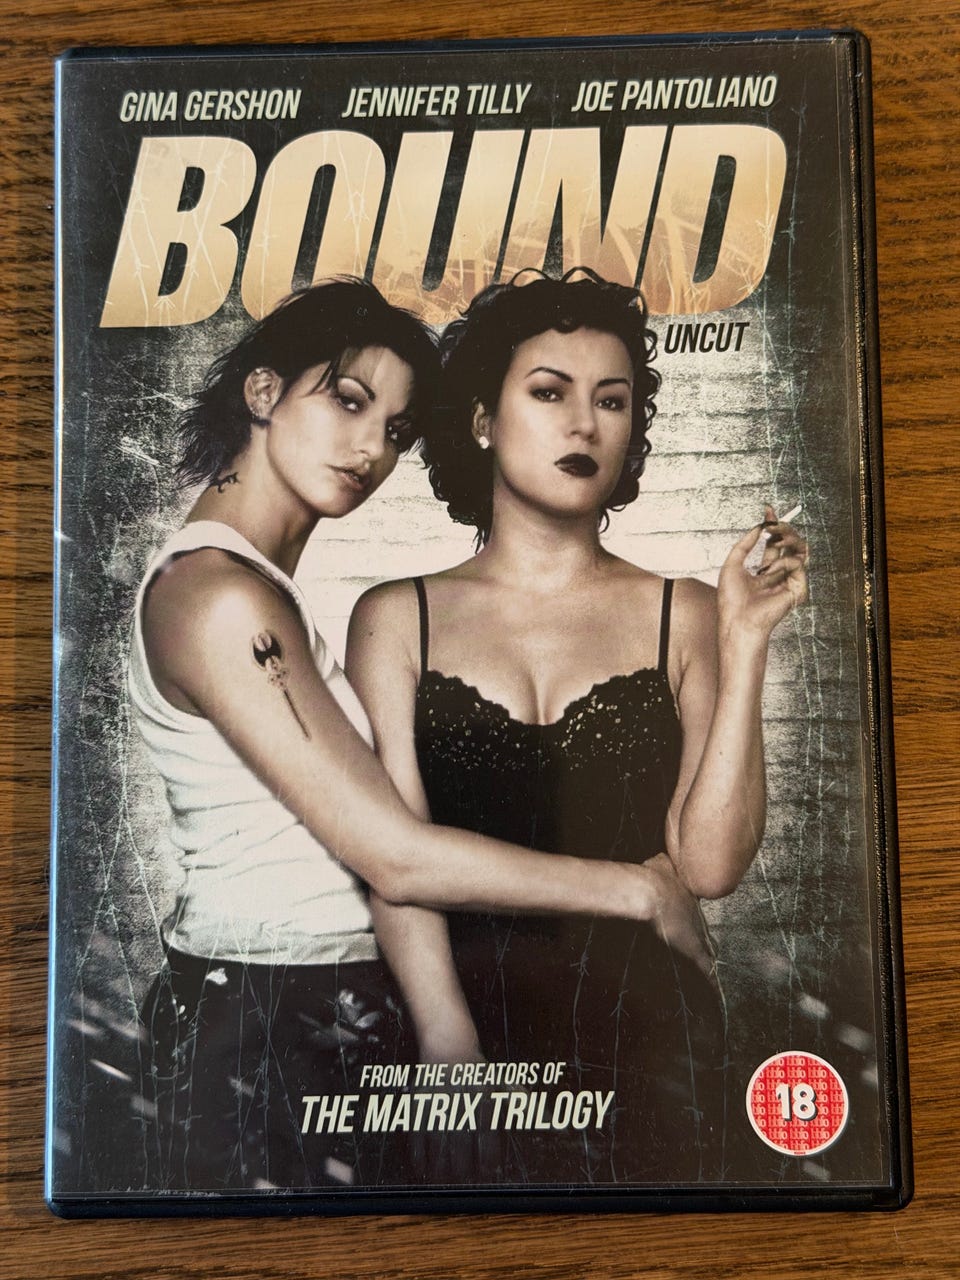 GINA GERSHON JENNIFER TILLY JOE PANTOLIANO
BOUND
UNCUT
FROM THE CREATORS OF
THE MATRIX TRILOGY
18